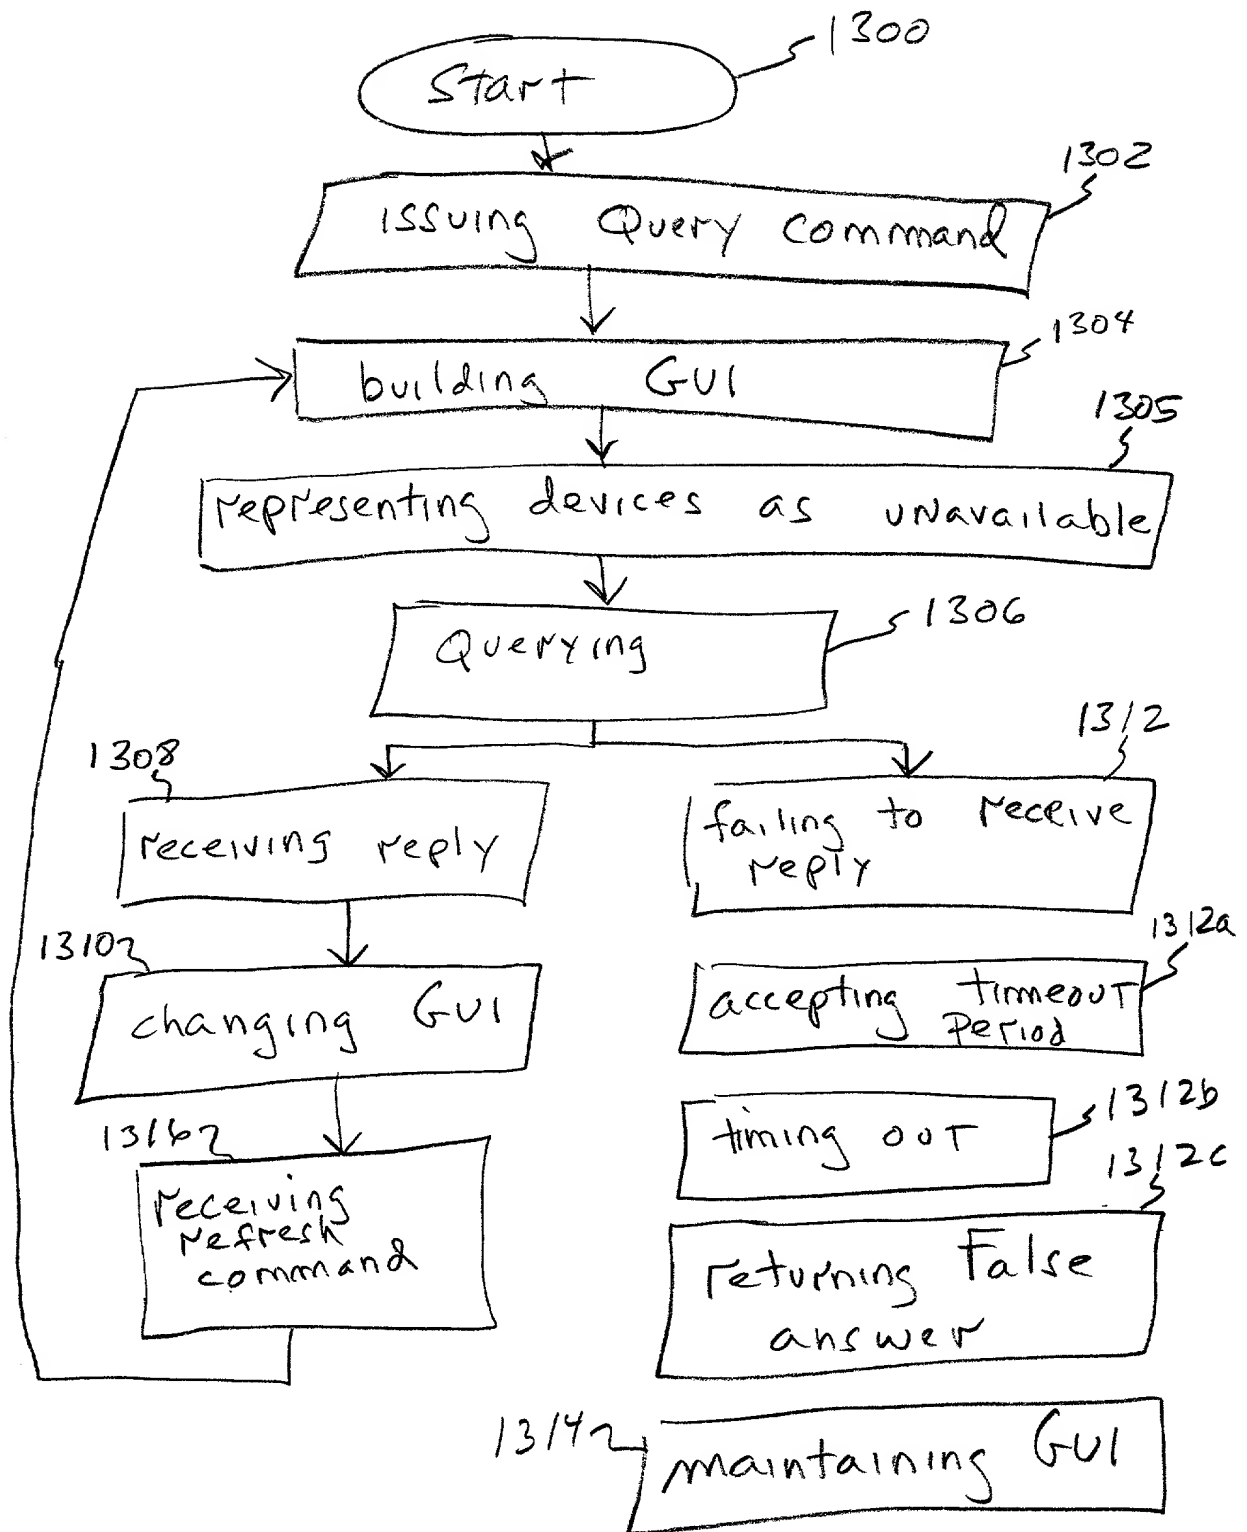 1300
Start
1302
issuing Query command
1304
building GUI
1305
representing devices as unavailable
1306
Querying
1308
receiving reply
1312
failing to receive
reply
1310
changing GUI
1312a
accepting timeout
period
1316
receiving
refresh
command
1312b
timing out
1312c
returning False
answer
1314
maintaining GUI